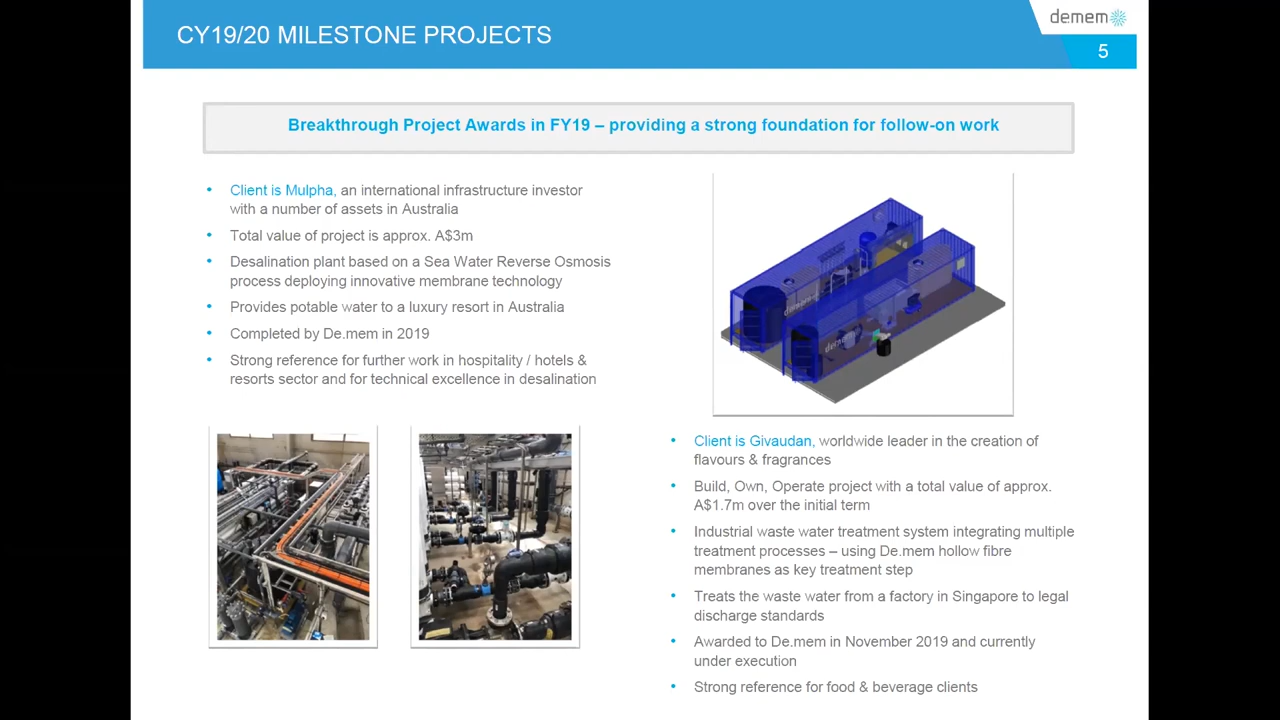 CY19/20 MILESTONE PROJECTS
demem
5
Breakthrough Project Awards in FY19 – providing a strong foundation for follow-on work
• Client is Mulpha, an international infrastructure investor
with a number of assets in Australia
• Total value of project is approx. A$3m
• Desalination plant based on a Sea Water Reverse Osmosis
process deploying innovative membrane technology
• Provides potable water to a luxury resort in Australia
• Completed by De.mem in 2019
• Strong reference for further work in hospitality / hotels &
resorts sector and for technical excellence in desalination
demem
demem
• Client is Givaudan, worldwide leader in the creation of
flavours & fragrances
• Build, Own, Operate project with a total value of approx.
A$1.7m over the initial term
• Industrial waste water treatment system integrating multiple
treatment processes – using De.mem hollow fibre
membranes as key treatment step
• Treats the waste water from a factory in Singapore to legal
discharge standards
• Awarded to De.mem in November 2019 and currently
under execution
• Strong reference for food & beverage clients